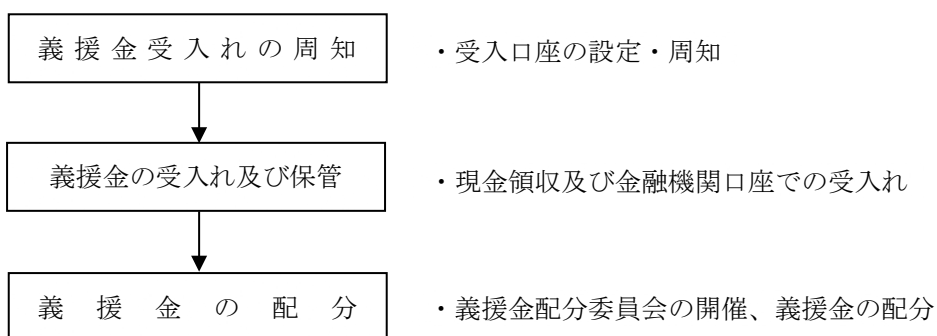 義援金受入れの周知
・受入口座の設定・周知
義援金の受入れ及び保管
・現金領収及び金融機関口座での受入れ
義援金の配分
・義援金配分委員会の開催、義援金の配分